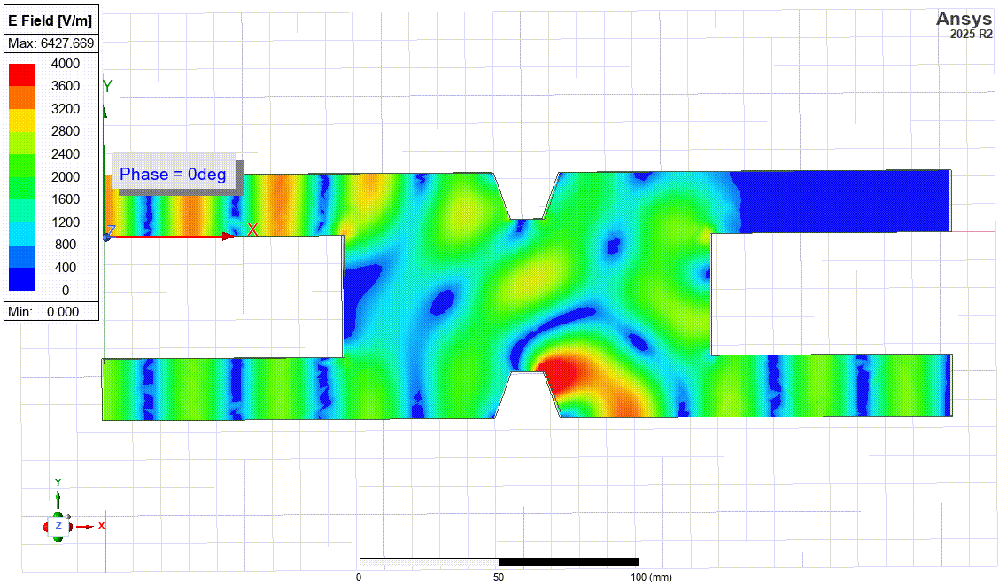 E Field [V/m]
Max: 6427.669
4000
3600
3200
2800
2400
2000
1600
1200
800
400
0
Min: 0.000
Ansys
2025 R2
Y
Phase = 0deg
Z
X
Y
Z
X
0
50
100 (mm)